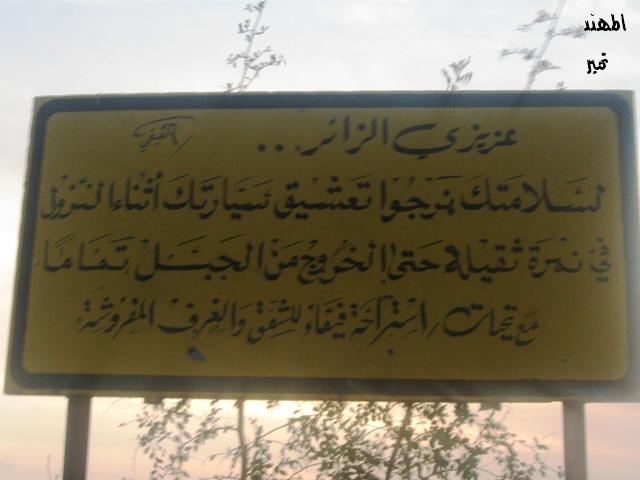 المهند
نمير
عزيزي الزائر ...
لسلامتك نرجوا تعشيق سيارتك أثناء النزول
في نمرة ثقيلة حتى الخروج من الجبل تماما
مع تحيات / استراحة فيفاء للشقق والغرف المفروشة